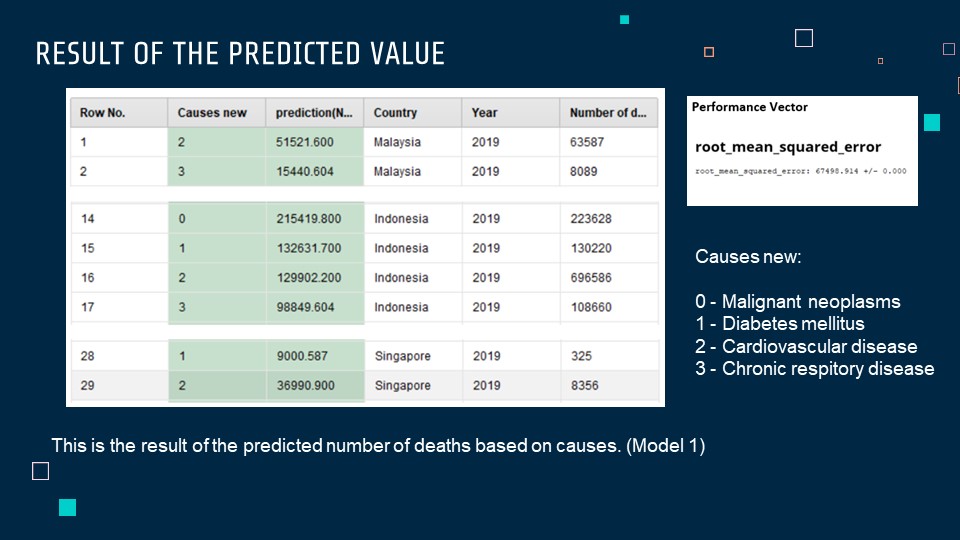 RESULT OF THE PREDICTED VALUE
Row No. Causes new prediction(N... Country Year Number of d...
1 2 51521.600 Malaysia 2019 63587
2 3 15440.604 Malaysia 2019 8089
14 0 215419.800 Indonesia 2019 223628
15 1 132631.700 Indonesia 2019 130220
16 2 129902.200 Indonesia 2019 696586
17 3 98849.604 Indonesia 2019 108660
28 1 9000.587 Singapore 2019 325
29 2 36990.900 Singapore 2019 8356
Performance Vector
root_mean_squared_error
root_mean_squared_error: 67498.914 +/- 0.000
Causes new:
0 - Malignant neoplasms
1 - Diabetes mellitus
2 - Cardiovascular disease
3 - Chronic respitory disease
This is the result of the predicted number of deaths based on causes. (Model 1)